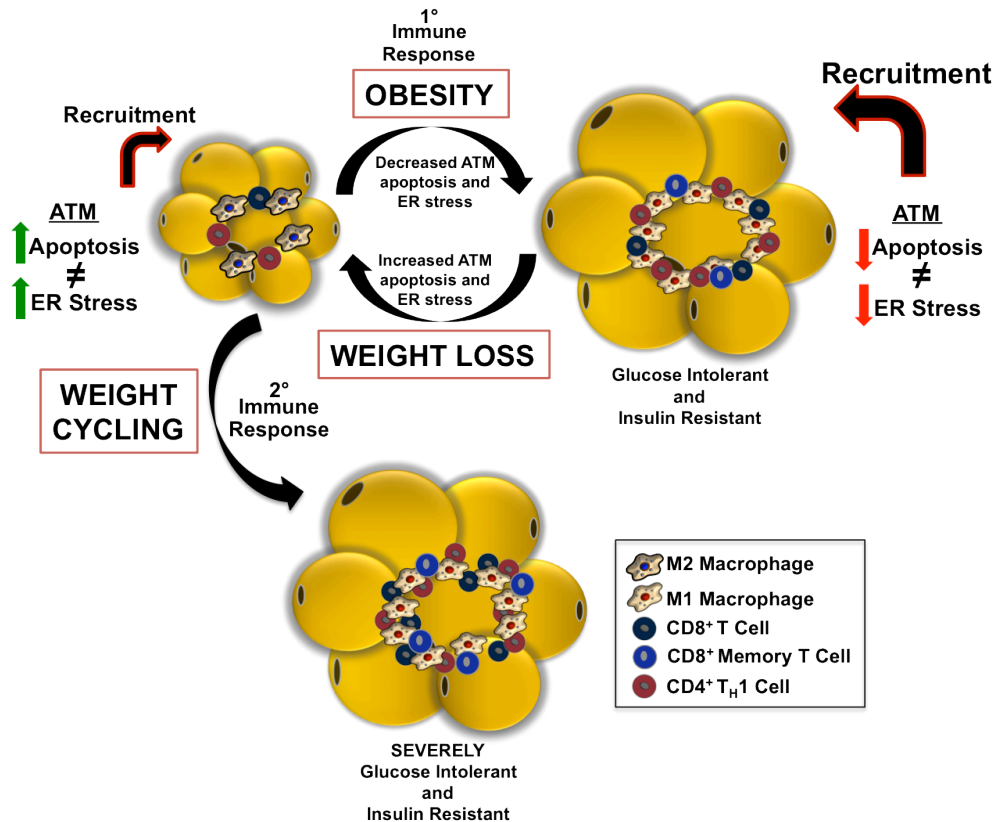 1°
Immune
Response
OBESITY
Recruitment
Recruitment
Decreased ATM
apoptosis and
ER stress
ATM
Apoptosis
≠
ER Stress
Increased ATM
apoptosis and
ER stress
ATM
Apoptosis
≠
ER Stress
WEIGHT LOSS
Glucose Intolerant
and
Insulin Resistant
WEIGHT
CYCLING
2°
Immune
Response
M2 Macrophage
M1 Macrophage
CD8⁺ T Cell
CD8⁺ Memory T Cell
CD4⁺ T_H1 Cell
SEVERELY
Glucose Intolerant
and
Insulin Resistant